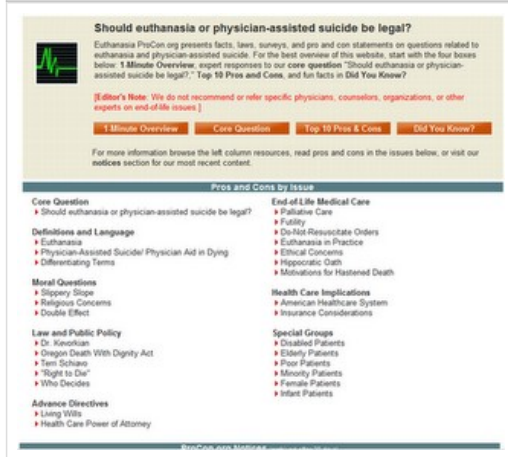 Should euthanasia or physician-assisted suicide be legal?
Euthanasia ProCon.org presents facts, laws, surveys, and pro and con statements on questions related to
euthanasia and physician-assisted suicide. For the best overview of this website, start with the four boxes
below: 1-Minute Overview, expert responses to our core question "Should euthanasia or physician-
assisted suicide be legal?," Top 10 Pros and Cons, and fun facts in Did You Know?
[Editor's Note: We do not recommend or refer specific physicians, counselors, organizations, or other
experts on end-of-life issues.]
1-Minute Overview
Core Question
Top 10 Pros & Cons
Did You Know?
For more information browse the left column resources, read pros and cons in the issues below, or visit our
notices section for our most recent content.
Pros and Cons by Issue
Core Question
Should euthanasia or physician-assisted suicide be legal?
Definitions and Language
Euthanasia
Physician-Assisted Suicide/ Physician Aid in Dying
Differentiating Terms
Moral Questions
Slippery Slope
Religious Concerns
Double Effect
Law and Public Policy
Dr. Kevorkian
Oregon Death With Dignity Act
Terri Schiavo
"Right to Die"
Who Decides
Advance Directives
Living Wills
Health Care Power of Attorney
End-of-Life Medical Care
Palliative Care
Futility
Do-Not-Resuscitate Orders
Euthanasia in Practice
Ethical Concerns
Hippocratic Oath
Motivations for Hastened Death
Health Care Implications
American Healthcare System
Insurance Considerations
Special Groups
Disabled Patients
Elderly Patients
Poor Patients
Minority Patients
Female Patients
Infant Patients
ProCon.org Notices